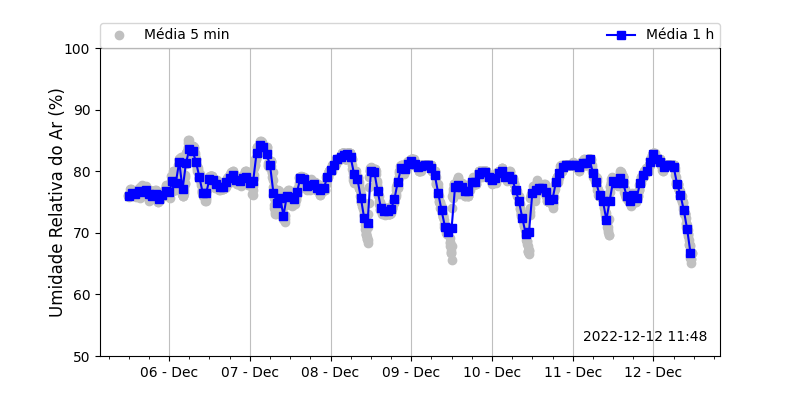 Média 5 min
Média 1 h
Umidade Relativa do Ar (%)
100
90
80
70
60
50
2022-12-12 11:48
06 - Dec
07 - Dec
08 - Dec
09 - Dec
10 - Dec
11 - Dec
12 - Dec